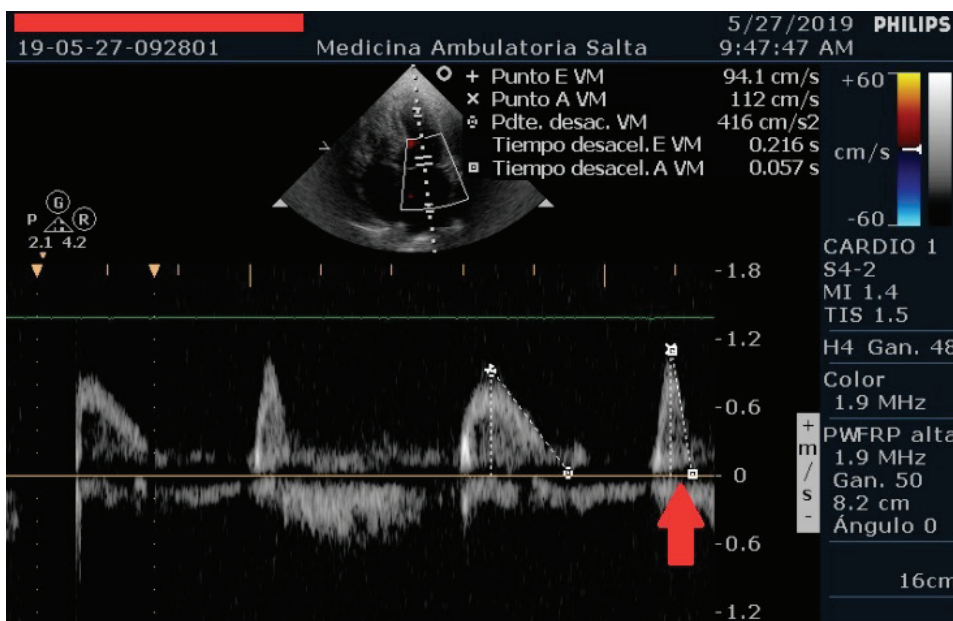 5/27/2019 PHILIPS
19-05-27-092801 Medicina Ambulatoria Salta 9:47:47 AM
+ Punto E VM 94.1 cm/s
× Punto A VM 112 cm/s
Pdte. desac. VM 416 cm/s2
Tiempo desacel. E VM 0.216 s
Tiempo desacel. A VM 0.057 s
+60
cm/s
-60
G
P R
2.1 4.2
CARDIO 1
S4-2
MI 1.4
TIS 1.5
H4 Gan. 48
Color
1.9 MHz
PWFRP alta
1.9 MHz
Gan. 50
8.2 cm
Ángulo 0
16cm
-1.8
-1.2
-0.6
- 0
-0.6
-1.2
+
m
/
s
-